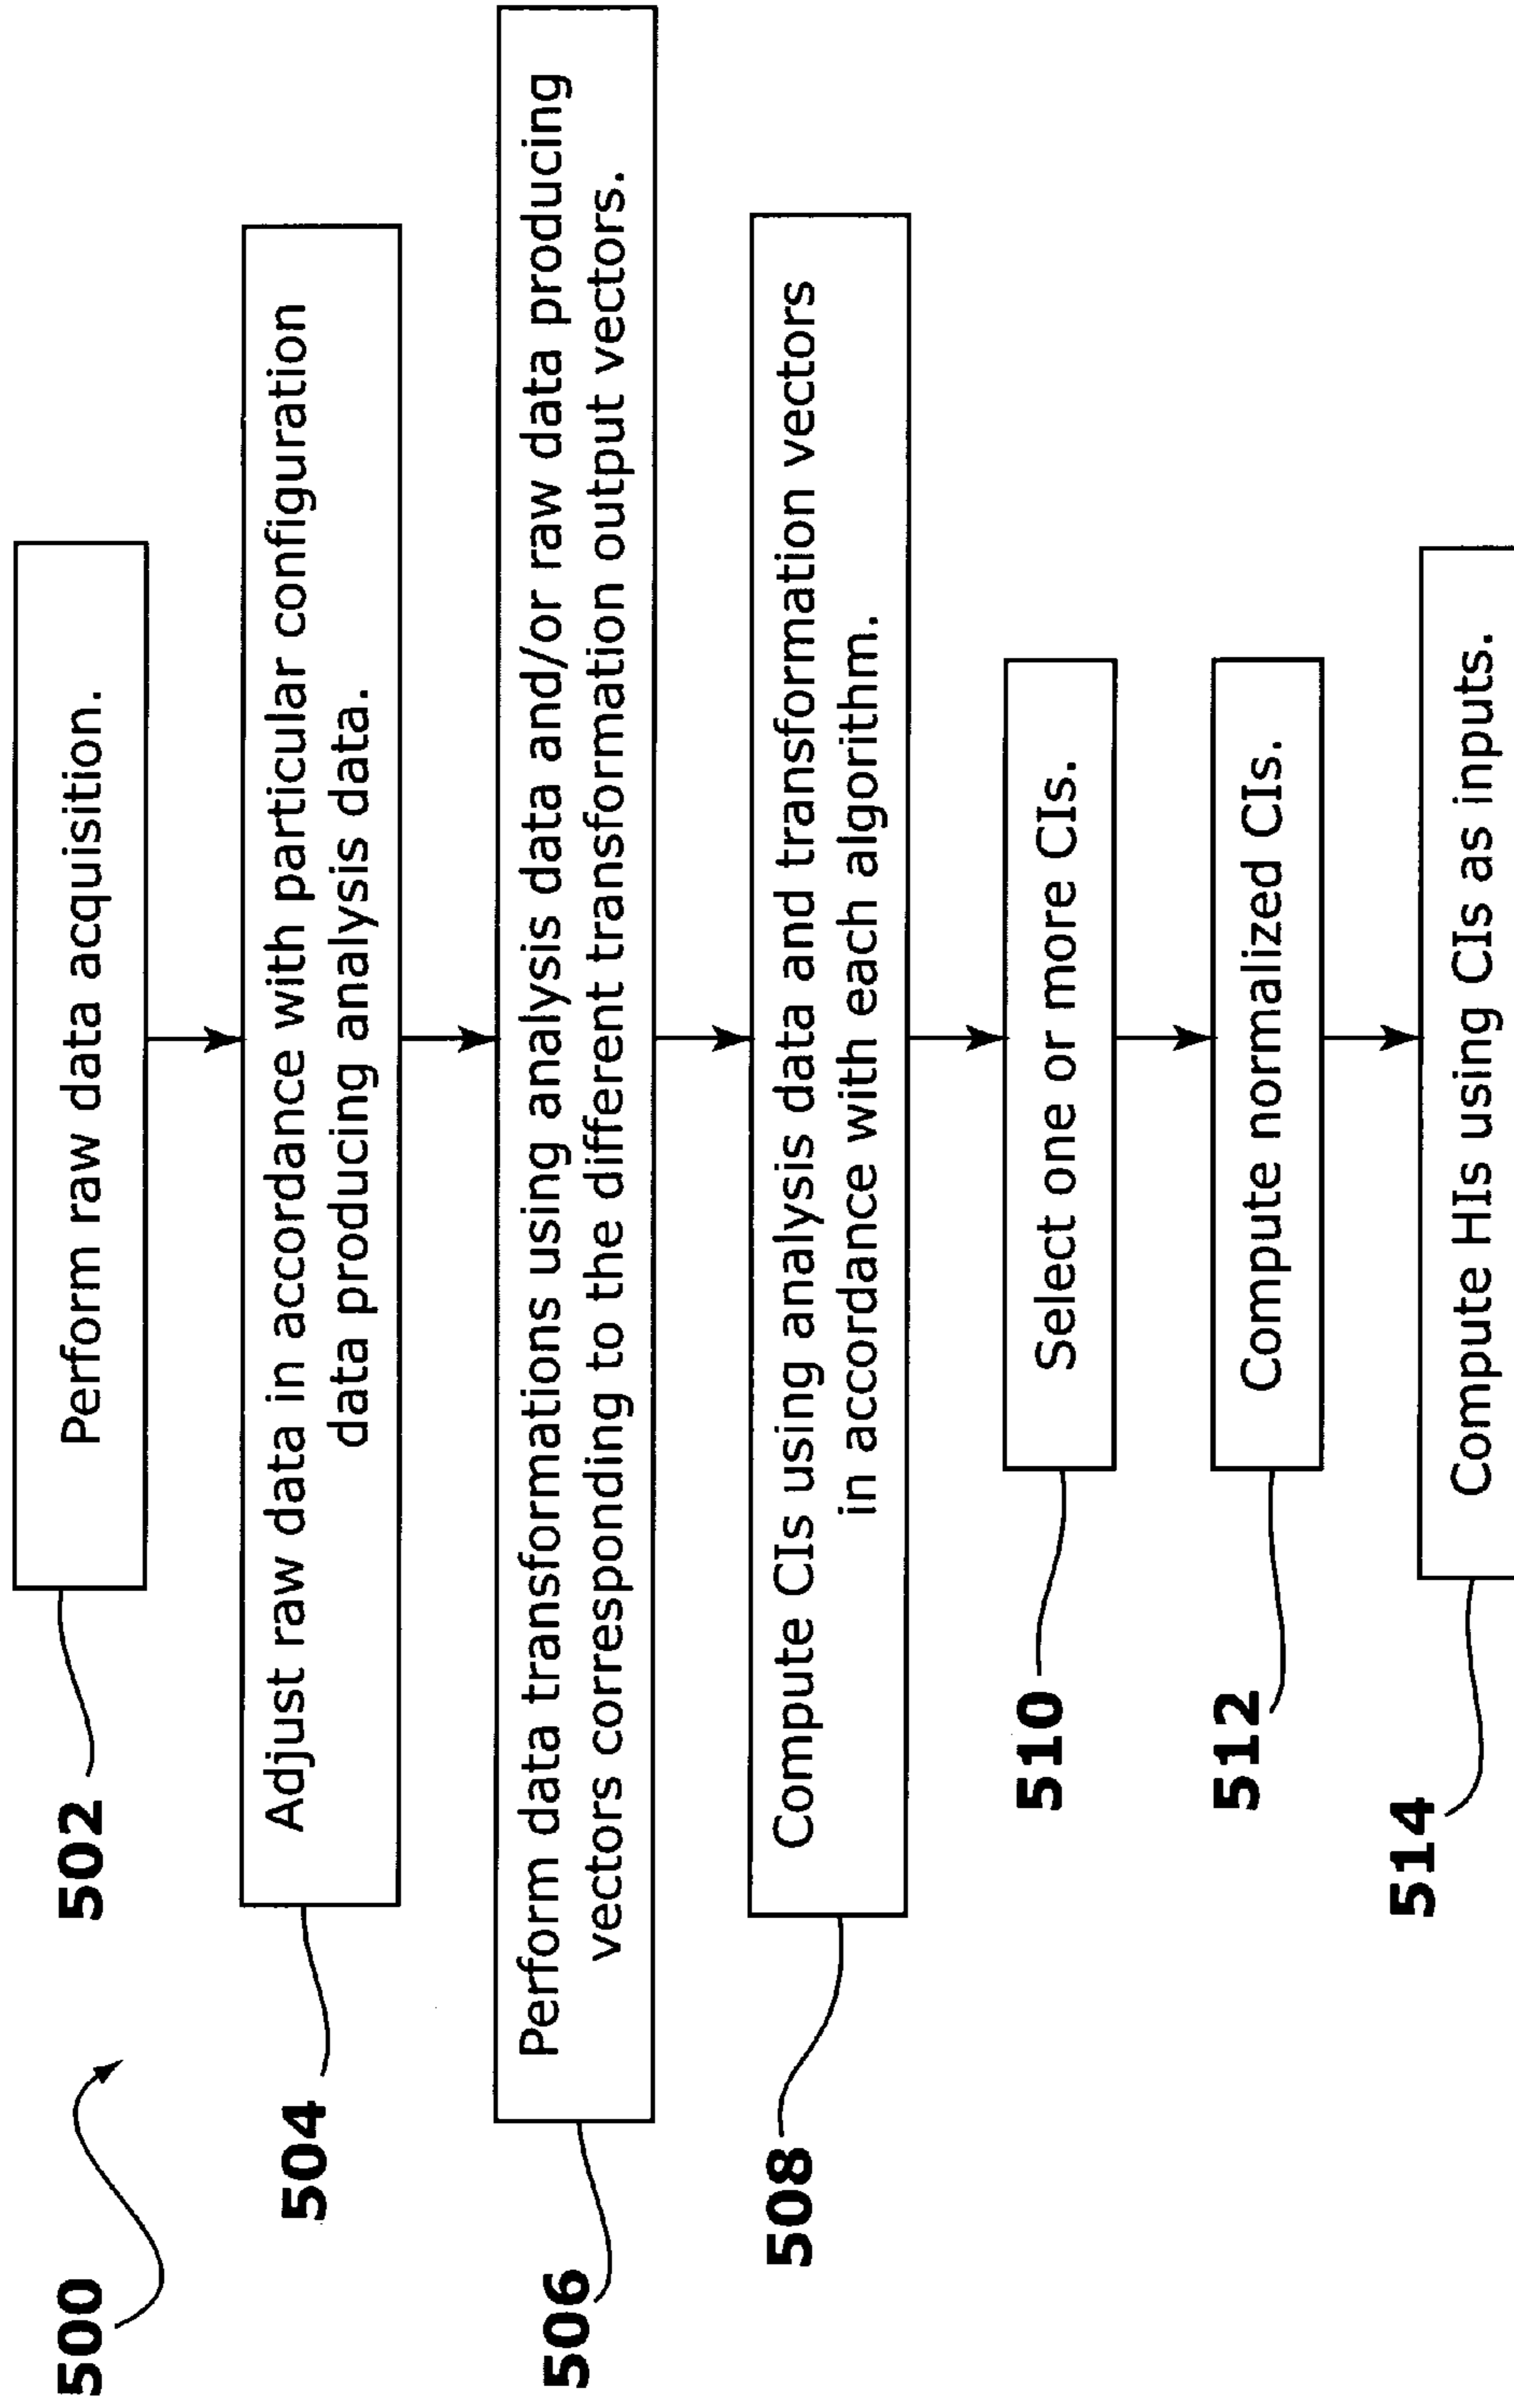 500
502
Perform raw data acquisition.
504
Adjust raw data in accordance with particular configuration
data producing analysis data.
506
Perform data transformations using analysis data and/or raw data producing
vectors corresponding to the different transformation output vectors.
508
Compute CIs using analysis data and transformation vectors
in accordance with each algorithm.
510
Select one or more CIs.
512
Compute normalized CIs.
514
Compute HIs using CIs as inputs.